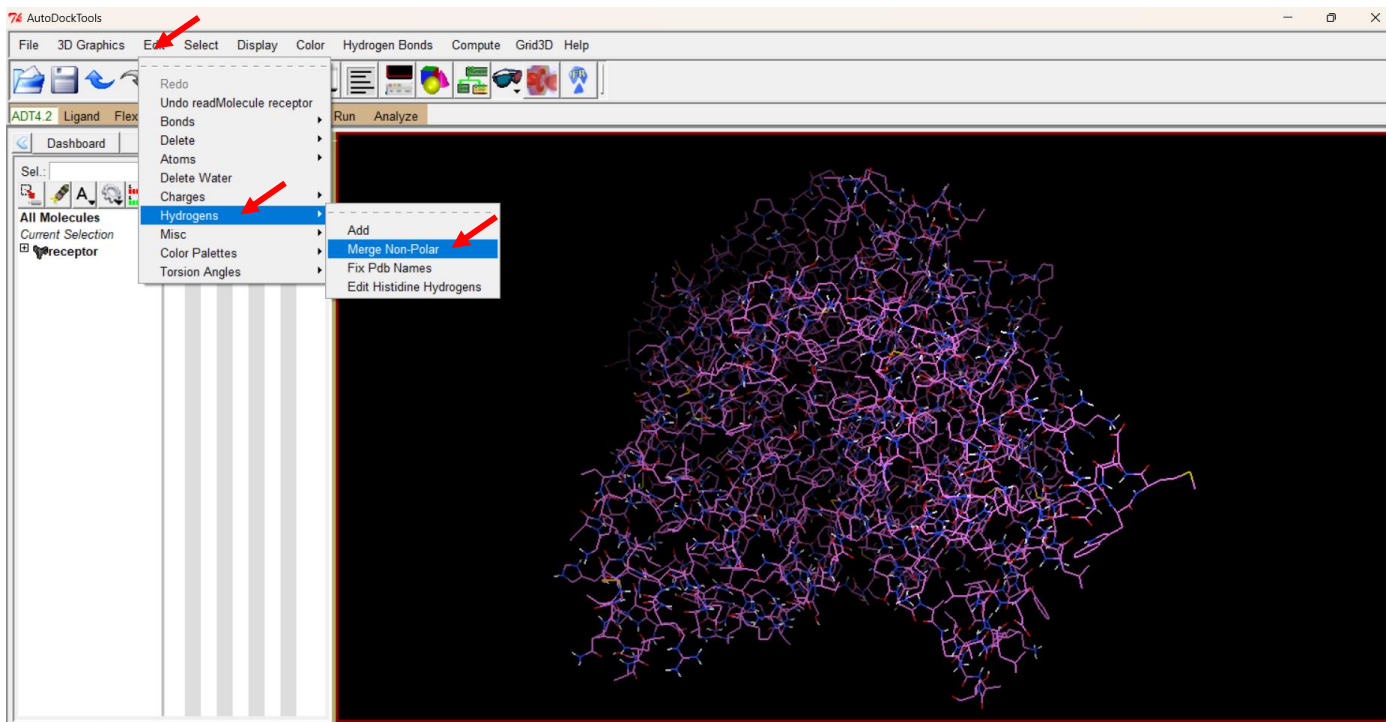 AutoDockTools
File 3D Graphics Edit Select Display Color Hydrogen Bonds Compute Grid3D Help
ADT4.2 Ligand Flex Run Analyze
Redo
Undo readMolecule receptor
Bonds
Delete
Atoms
Delete Water
Charges
Hydrogens
Misc
Color Palettes
Torsion Angles
Add
Merge Non-Polar
Fix Pdb Names
Edit Histidine Hydrogens
Dashboard
Sel.:
All Molecules
Current Selection
receptor